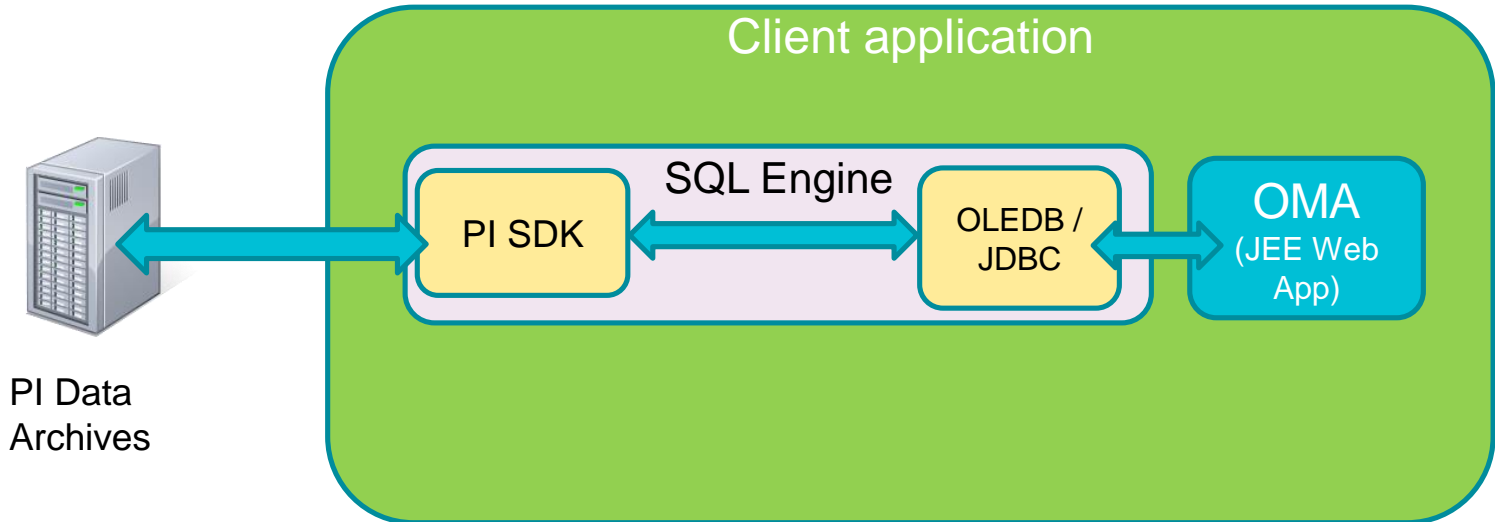 Client application
SQL Engine
PI SDK
OLEDB /
JDBC
OMA
(JEE Web
App)
PI Data
Archives